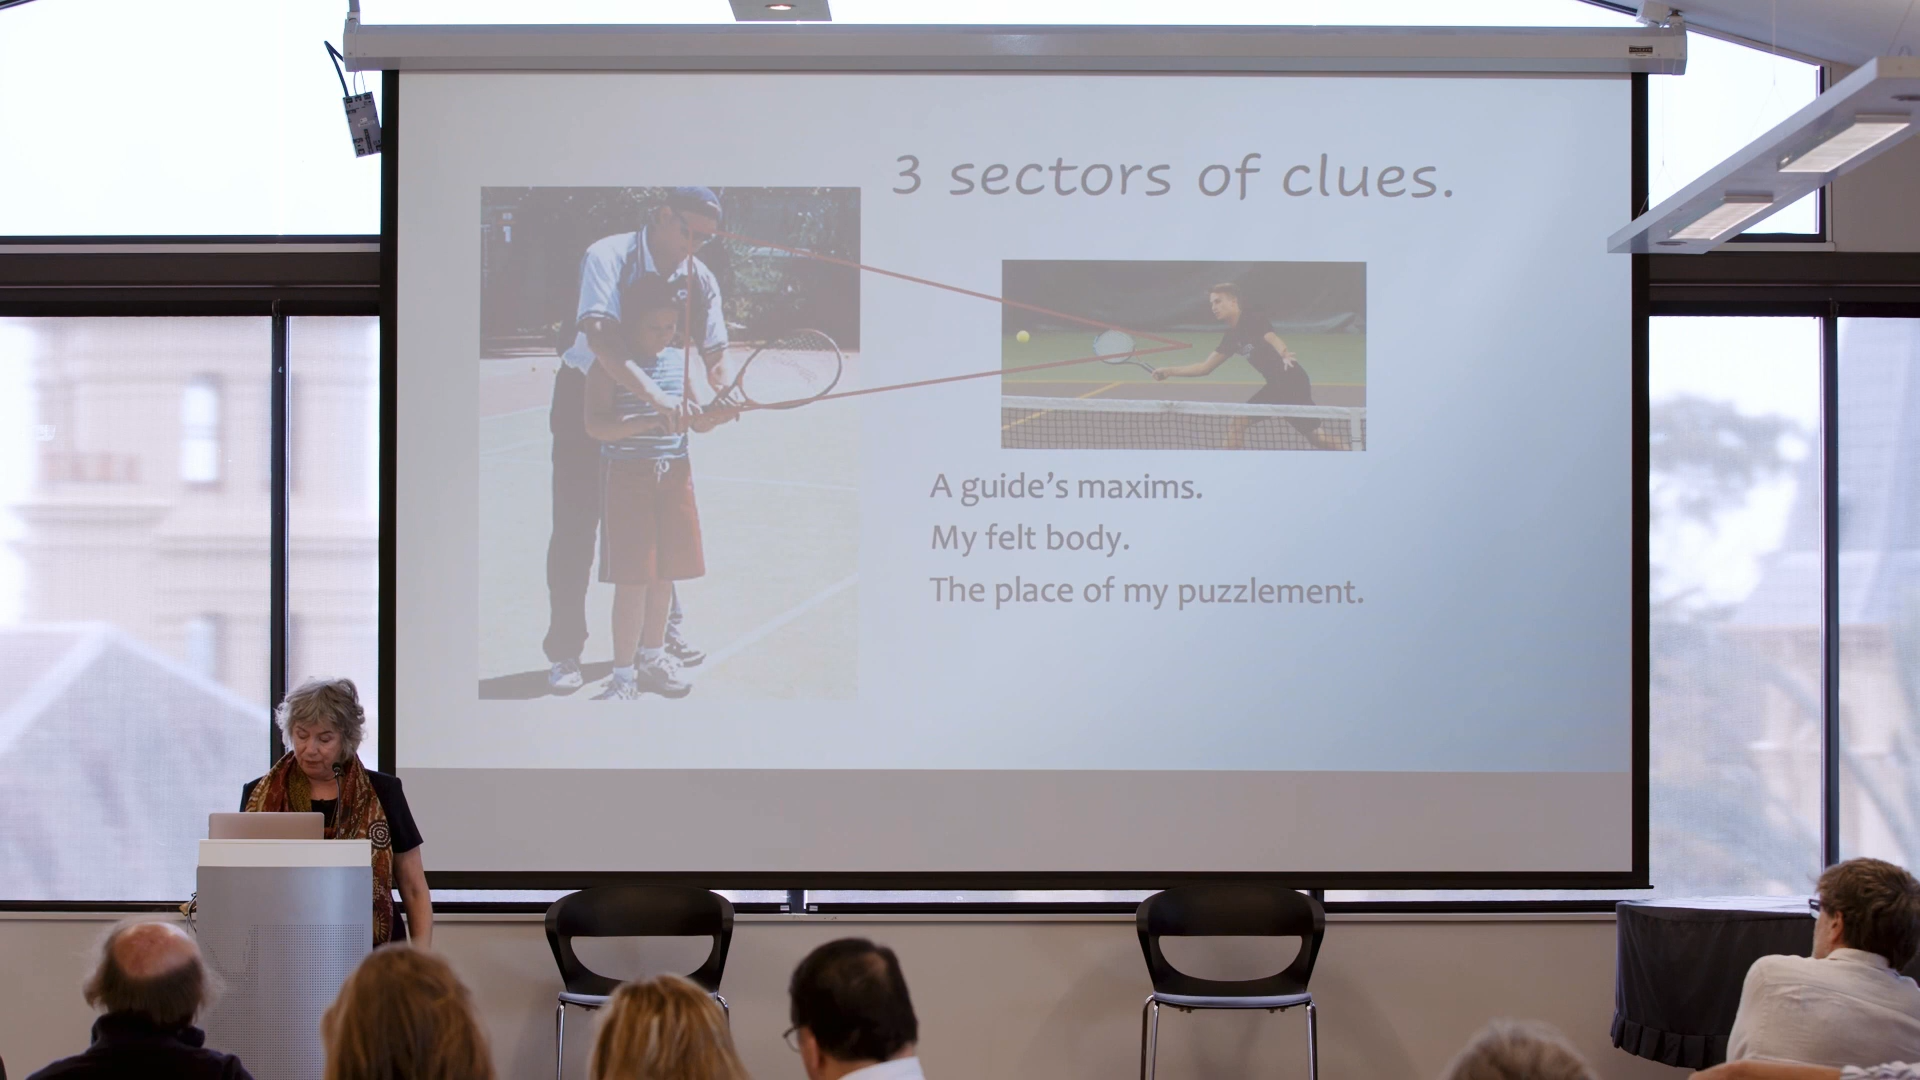 3 sectors of clues.
A guide's maxims.
My felt body.
The place of my puzzlement.